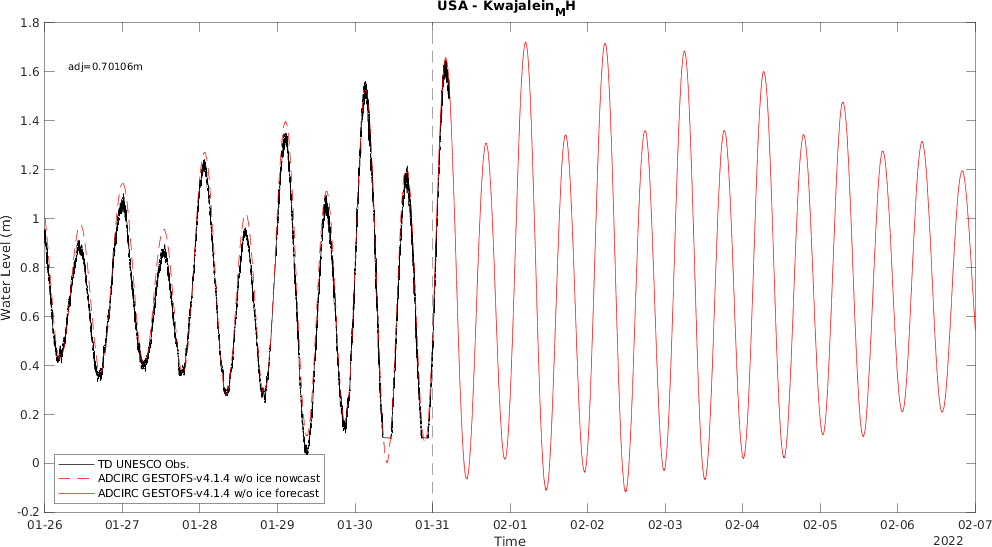 USA - Kwajalein_MH
adj=0.70106m
Water Level (m)
1.8
1.6
1.4
1.2
1
0.8
0.6
0.4
0.2
0
-0.2
TD UNESCO Obs.
ADCIRC GESTOFS-v4.1.4 w/o ice nowcast
ADCIRC GESTOFS-v4.1.4 w/o ice forecast
01-26 01-27 01-28 01-29 01-30 01-31 02-01 02-02 02-03 02-04 02-05 02-06 02-07
Time
2022